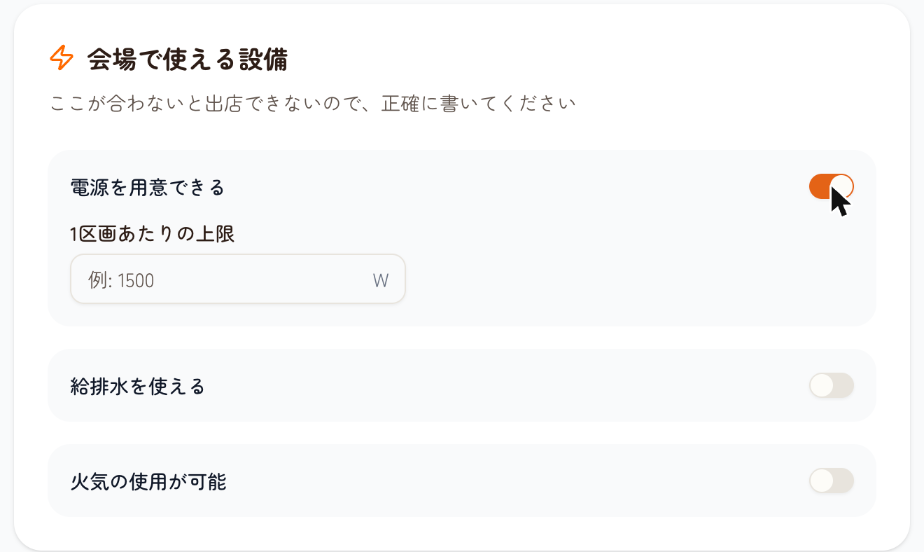 会場で使える設備
ここが合わないと出店できないので、正確に書いてください
電源を用意できる
1区画あたりの上限
例: 1500 W
給排水を使える
火気の使用が可能